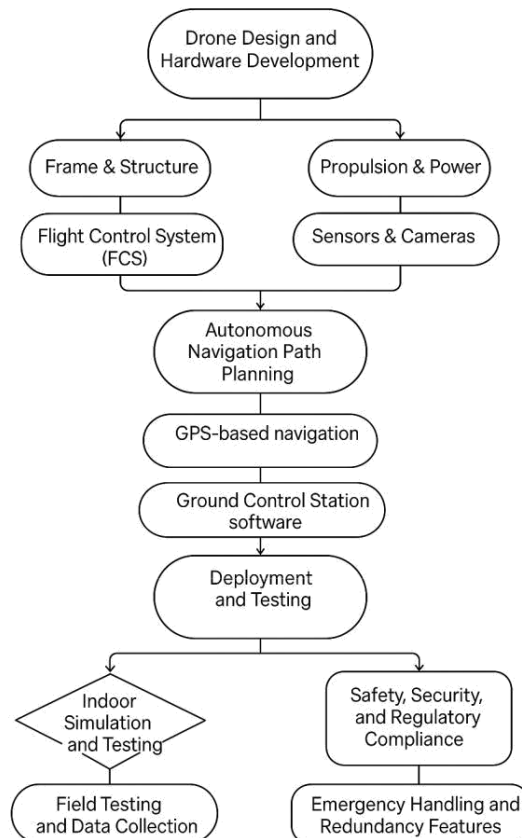 Drone Design and
Hardware Development
Frame & Structure
Propulsion & Power
Flight Control System
(FCS)
Sensors & Cameras
Autonomous
Navigation Path
Planning
GPS-based navigation
Ground Control Station
software
Deployment
and Testing
Indoor
Simulation
and Testing
Safety, Security,
and Regulatory
Compliance
Field Testing
and Data Collection
Emergency Handling and
Redundancy Features